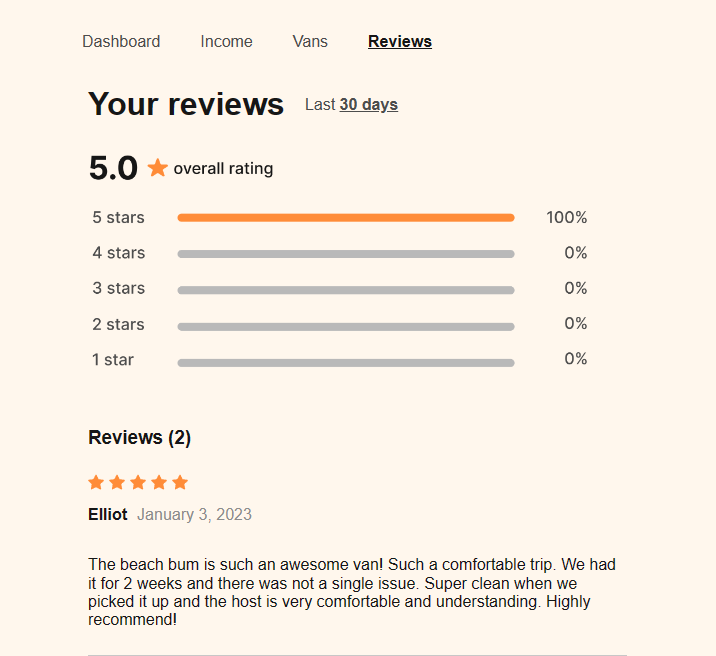 Dashboard Income Vans Reviews
Your reviews Last 30 days
5.0 overall rating
5 stars 100%
4 stars 0%
3 stars 0%
2 stars 0%
1 star 0%
Reviews (2)
Elliot January 3, 2023
The beach bum is such an awesome van! Such a comfortable trip. We had
it for 2 weeks and there was not a single issue. Super clean when we
picked it up and the host is very comfortable and understanding. Highly
recommend!